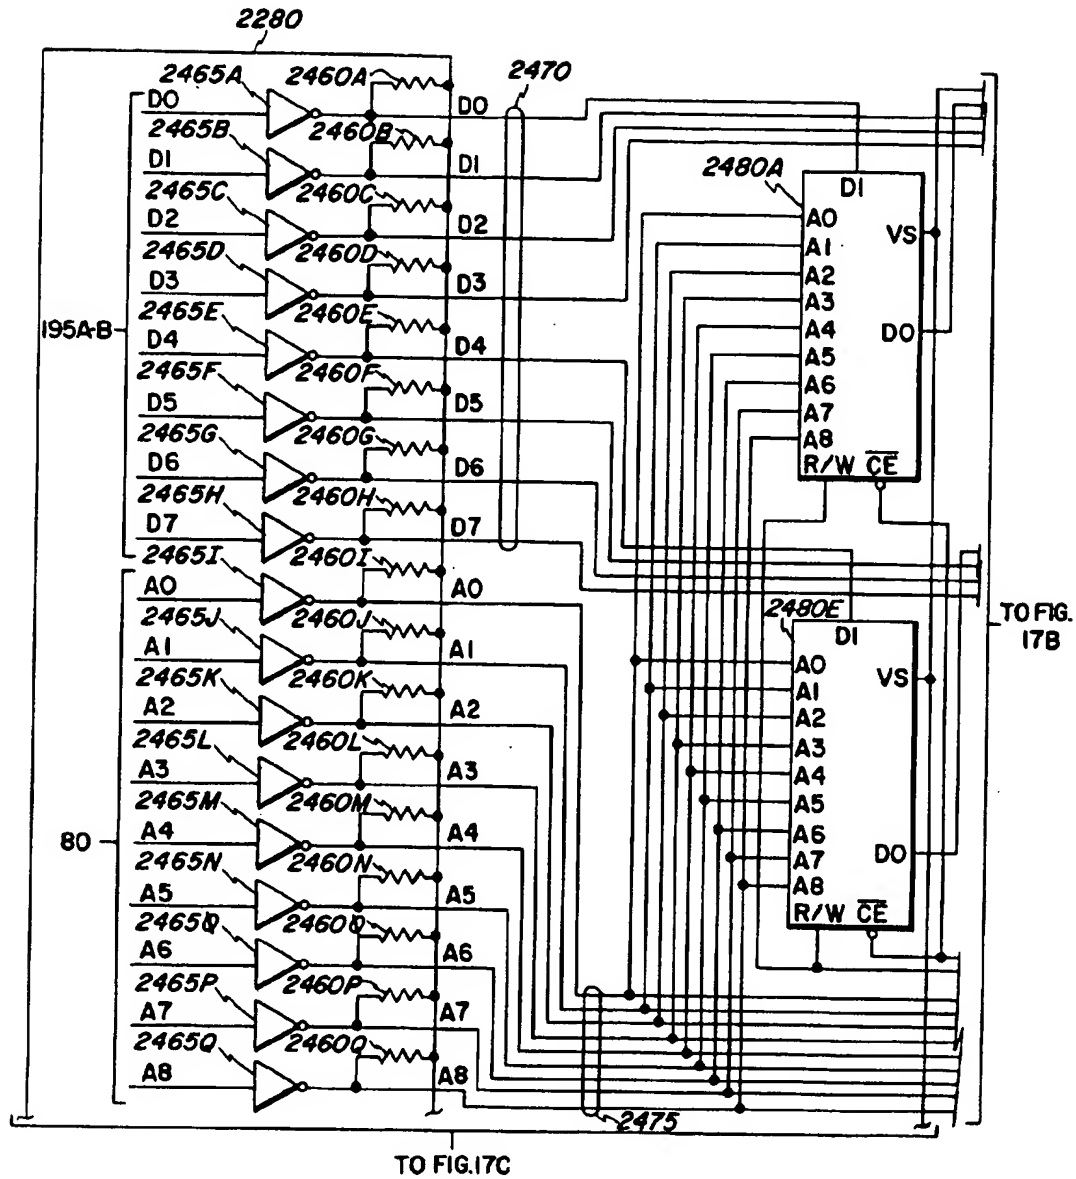 2280
2465A 2460A 2470
D0 D0
2465B 2460B
D1 D1
2465C 2460C 2480A
D2 D2
2465D 2460D
D3 D3
2465E 2460E
195A-B
D4 D4
2465F 2460F
D5 D5
2465G 2460G
D6 D6
2465H 2460H
D7 D7
2465I 2460I
A0 A0
2465J 2460J
A1 A1
2465K 2460K
A2 A2
2465L 2460L
A3 A3
2465M 2460M
80
A4 A4
2465N 2460N
A5 A5
2465Q 2460O
A6 A6
2465P 2460P
A7 A7
2465Q 2460Q
A8 A8
DI
A0
A1
A2
A3
A4
A5
A6
A7
A8
VS
DO
R/W CE
2480E
DI
A0
A1
A2
A3
A4
A5
A6
A7
A8
VS
DO
R/W CE
TO FIG.
17B
2475
TO FIG.17C